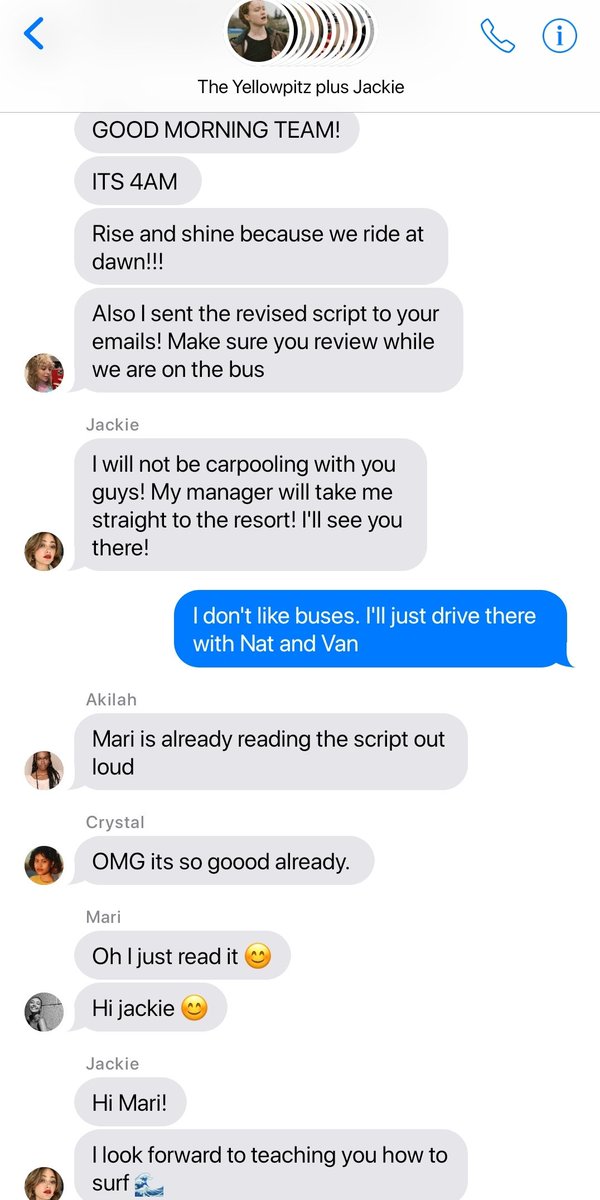 The Yellowpitz plus Jackie
GOOD MORNING TEAM!
ITS 4AM
Rise and shine because we ride at
dawn!!!
Also I sent the revised script to your
emails! Make sure you review while
we are on the bus
Jackie
I will not be carpooling with you
guys! My manager will take me
straight to the resort! I'll see you
there!
I don't like buses. I'll just drive there
with Nat and Van
Akilah
Mari is already reading the script out
loud
Crystal
OMG its so goood already.
Mari
Oh I just read it 😊
Hi jackie 😊
Jackie
Hi Mari!
I look forward to teaching you how to
surf 🌊